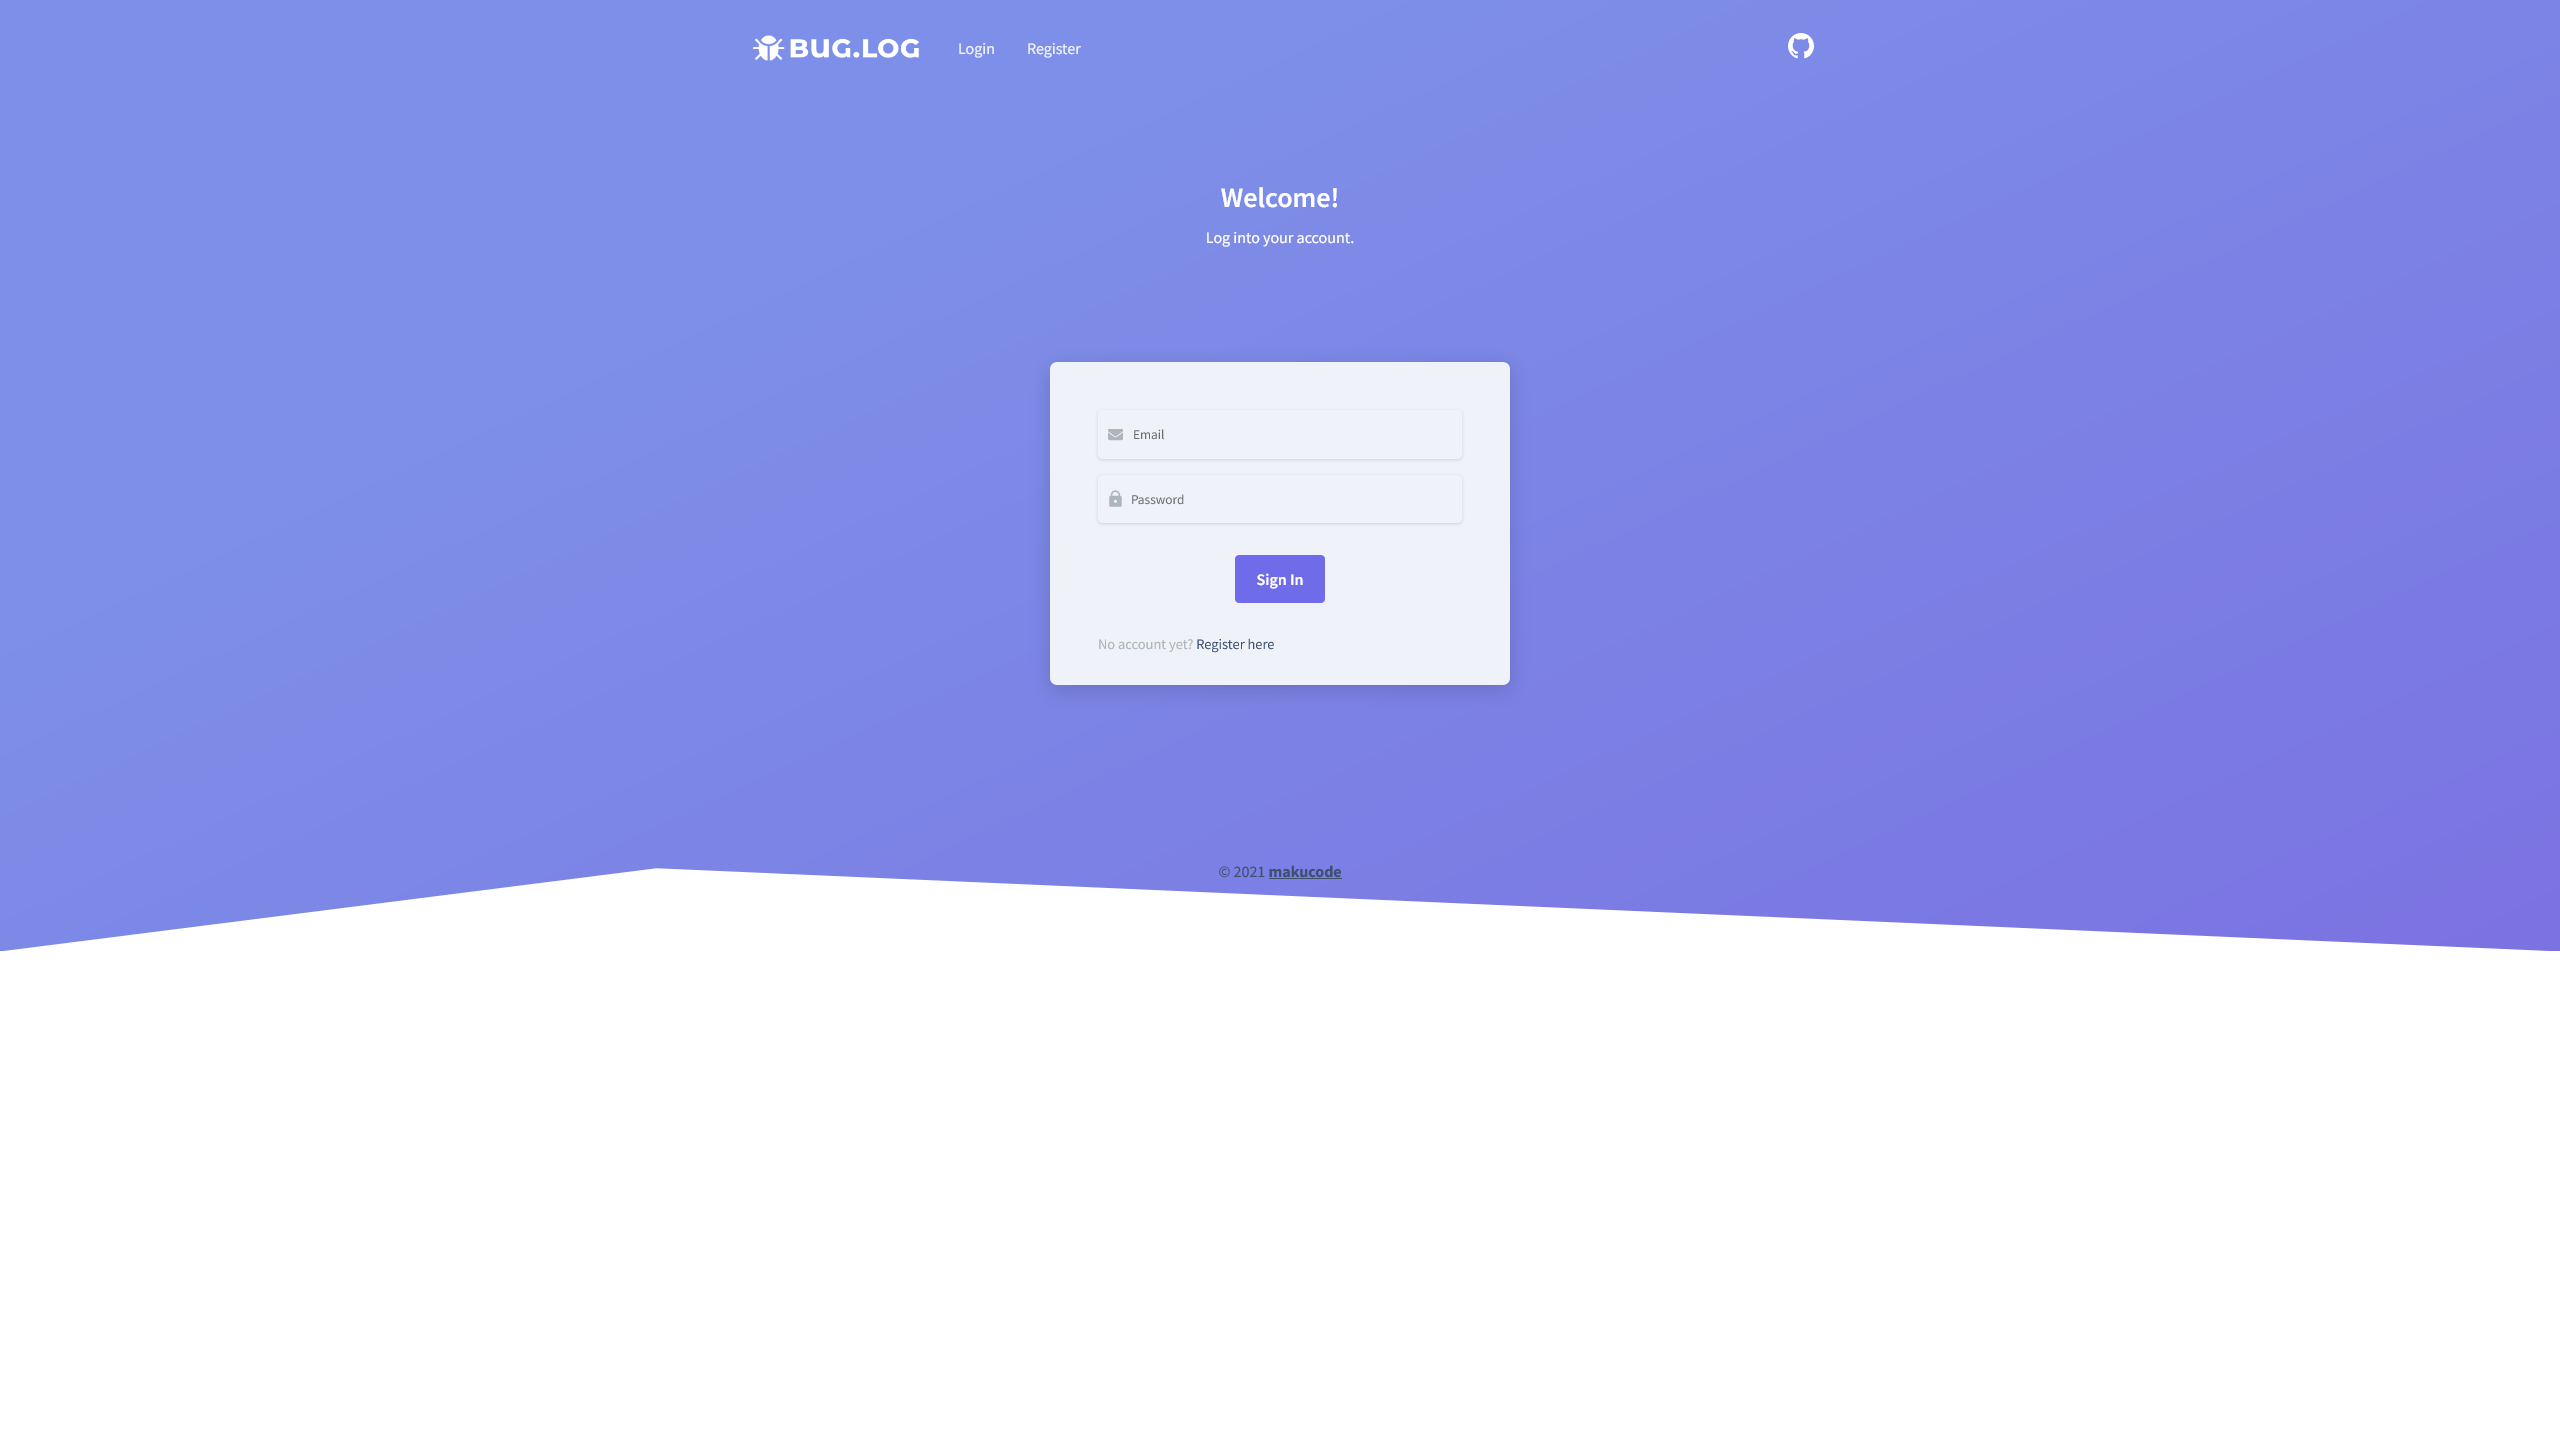 BUG.LOG Login Register
Welcome!
Log into your account.
Email
Password
Sign In
No account yet? Register here
© 2021 makucode